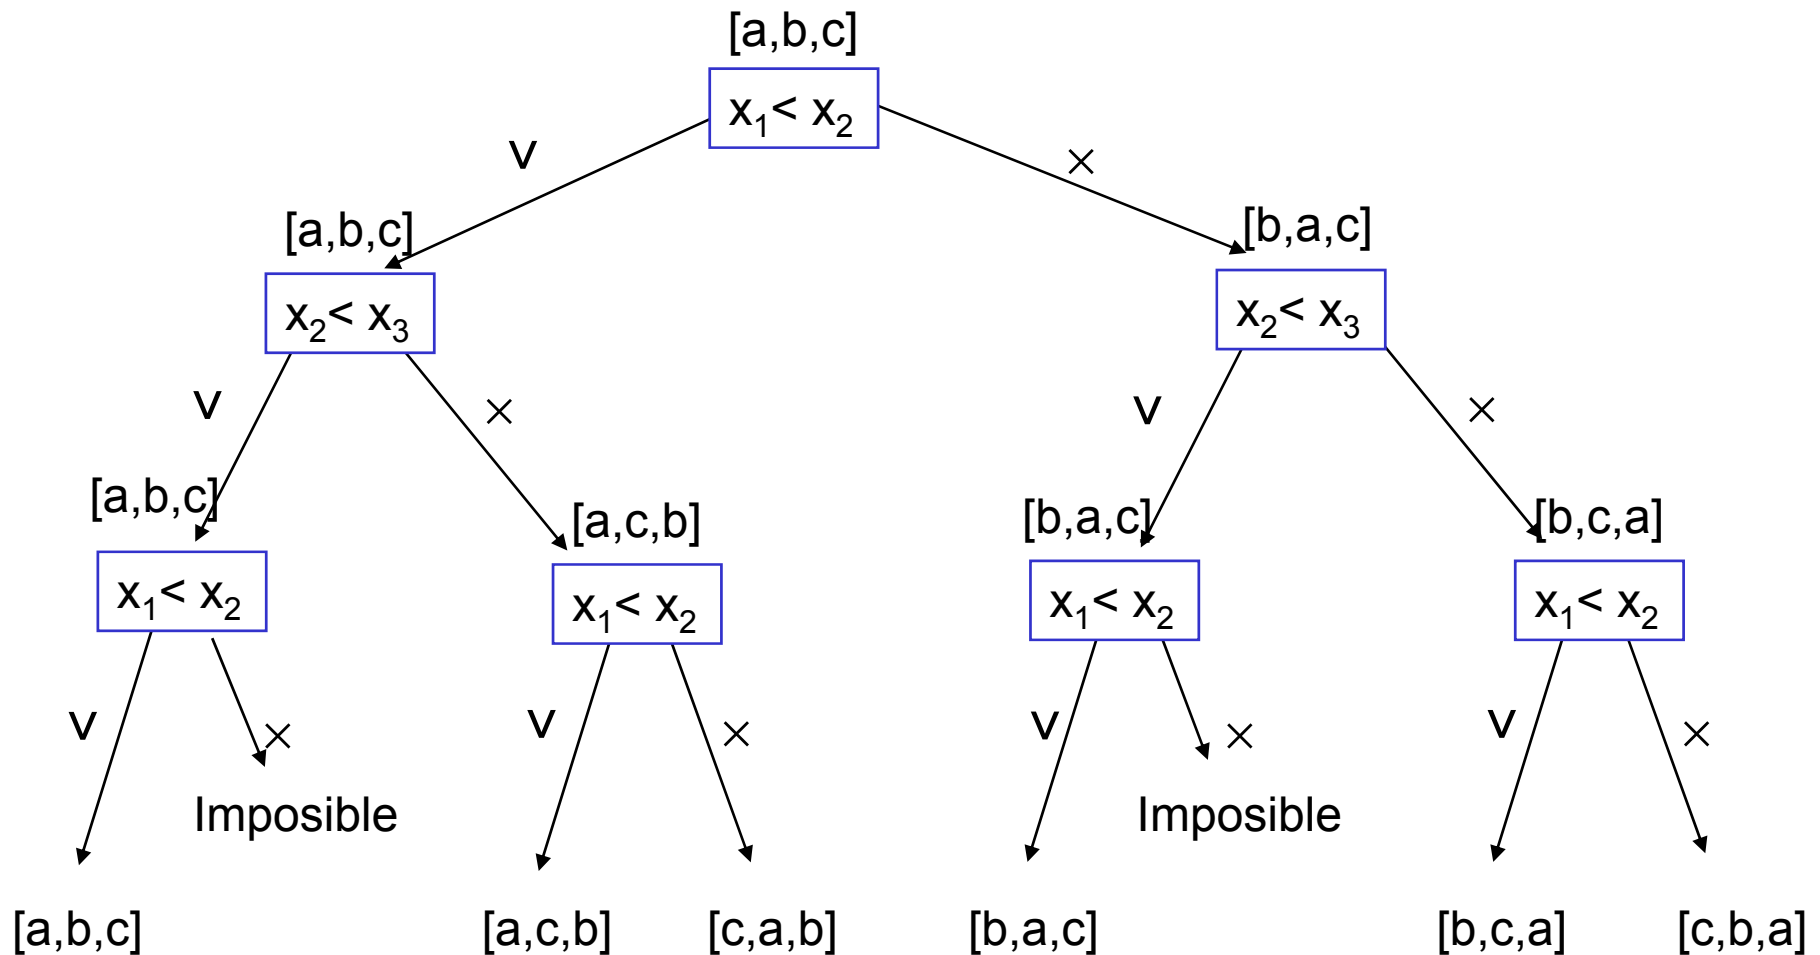 [a,b,c]
x₁< x₂
v
×
[a,b,c]
[b,a,c]
x₂< x₃
x₂< x₃
v
×
v
×
[a,b,c]
[a,c,b]
[b,a,c]
[b,c,a]
x₁< x₂
x₁< x₂
x₁< x₂
x₁< x₂
v
×
v
×
v
×
v
×
Imposible
Imposible
[a,b,c]
[a,c,b]
[c,a,b]
[b,a,c]
[b,c,a]
[c,b,a]